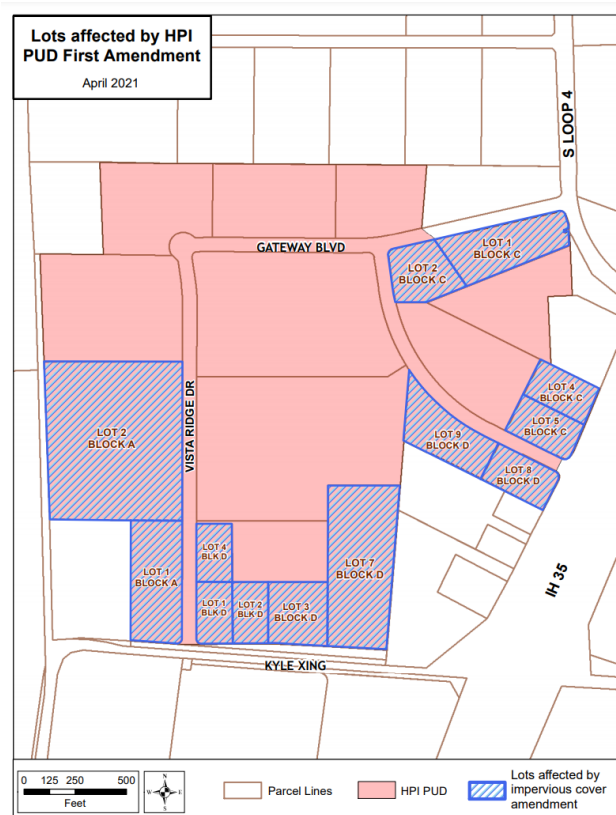 Lots affected by HPI
PUD First Amendment
April 2021
S LOOP 4
GATEWAY BLVD
LOT 1
BLOCK C
LOT 2
BLOCK C
VISTA RIDGE DR
LOT 4
BLOCK C
LOT 5
BLOCK C
LOT 2
BLOCK A
LOT 9
BLOCK D
LOT 8
BLOCK D
LOT 4
BLK D
LOT 7
BLOCK D
LOT 1
BLOCK A
IH 35
LOT 1
BLK D
LOT 2
BLK D
LOT 3
BLOCK D
KYLE XING
0 125 250 500
Feet
N
W E
S
Parcel Lines
HPI PUD
Lots affected by
impervious cover
amendment